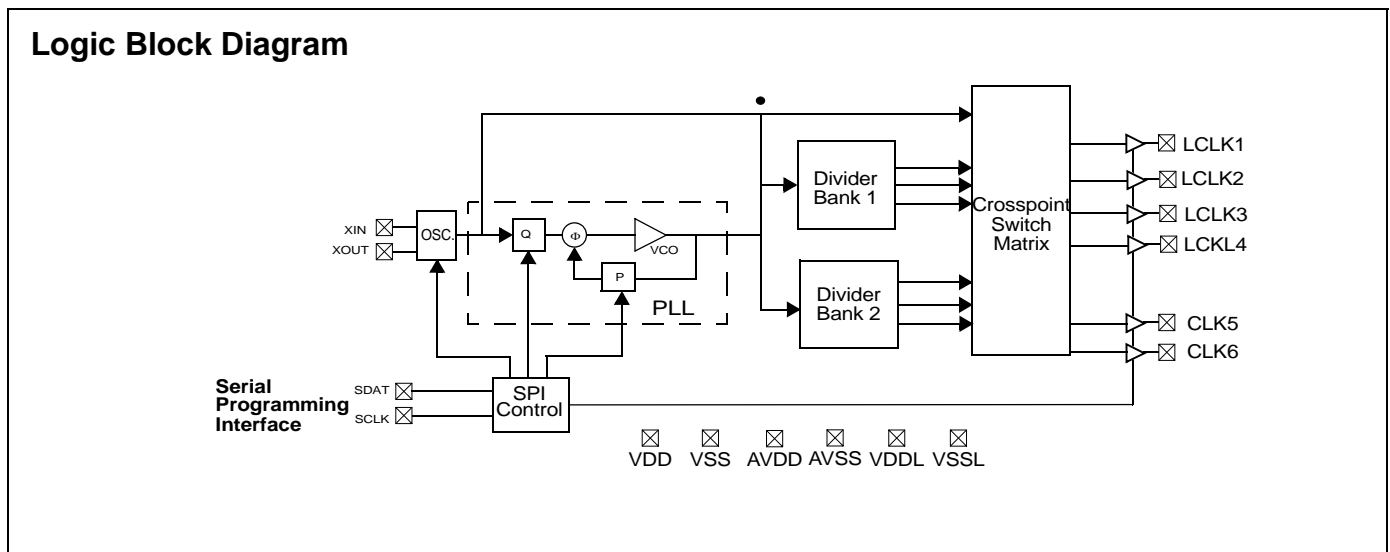 Logic Block Diagram
XIN
XOUT
OSC.
Q
Φ
VCO
P
PLL
Divider
Bank 1
Divider
Bank 2
Crosspoint
Switch
Matrix
LCLK1
LCLK2
LCLK3
LCKL4
CLK5
CLK6
Serial
Programming
Interface
SDAT
SCLK
SPI
Control
VDD VSS AVDD AVSS VDDL VSSL